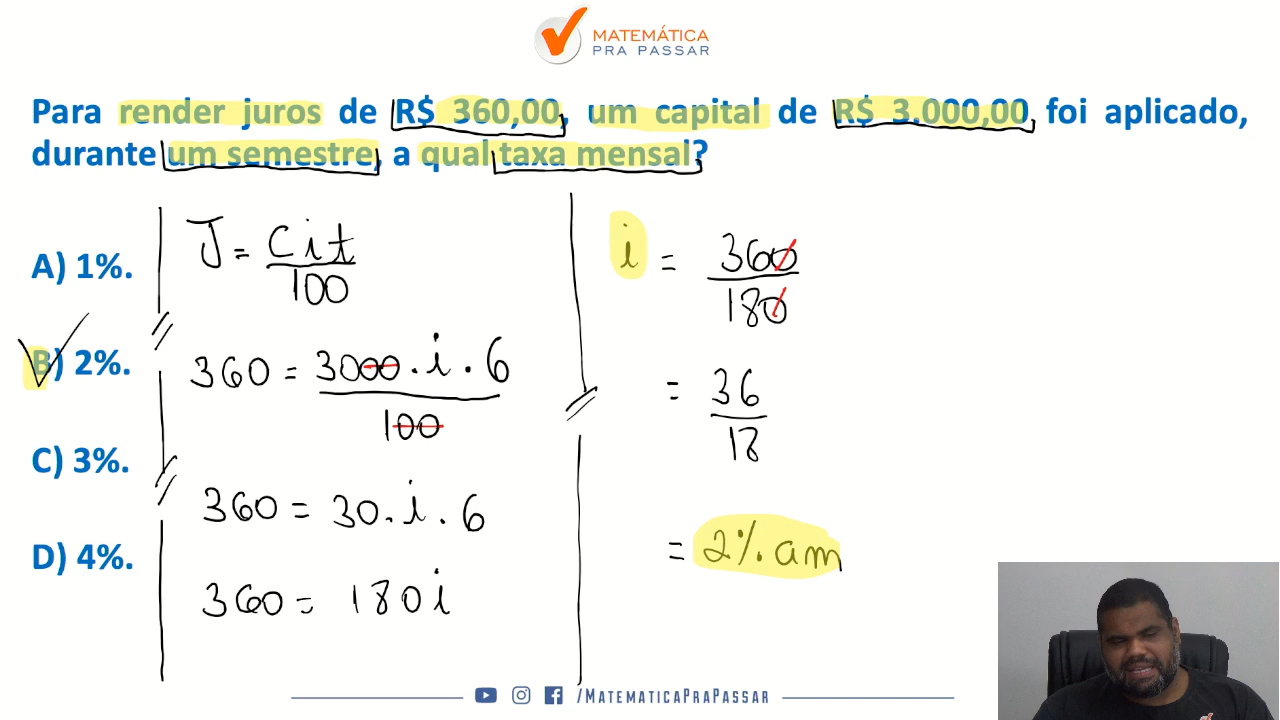 MATEMÁTICA
PRA PASSAR
Para render juros de R$ 360,00, um capital de R$ 3.000,00 foi aplicado,
durante um semestre, a qual taxa mensal?
A) 1%.
B) 2%.
C) 3%.
D) 4%.
J = Cit
100
360 = 3000 . i . 6
100
360 = 30 . i . 6
360 = 180i
i = 360
180
= 36
18
= 2% am
/MatematicaPraPassar